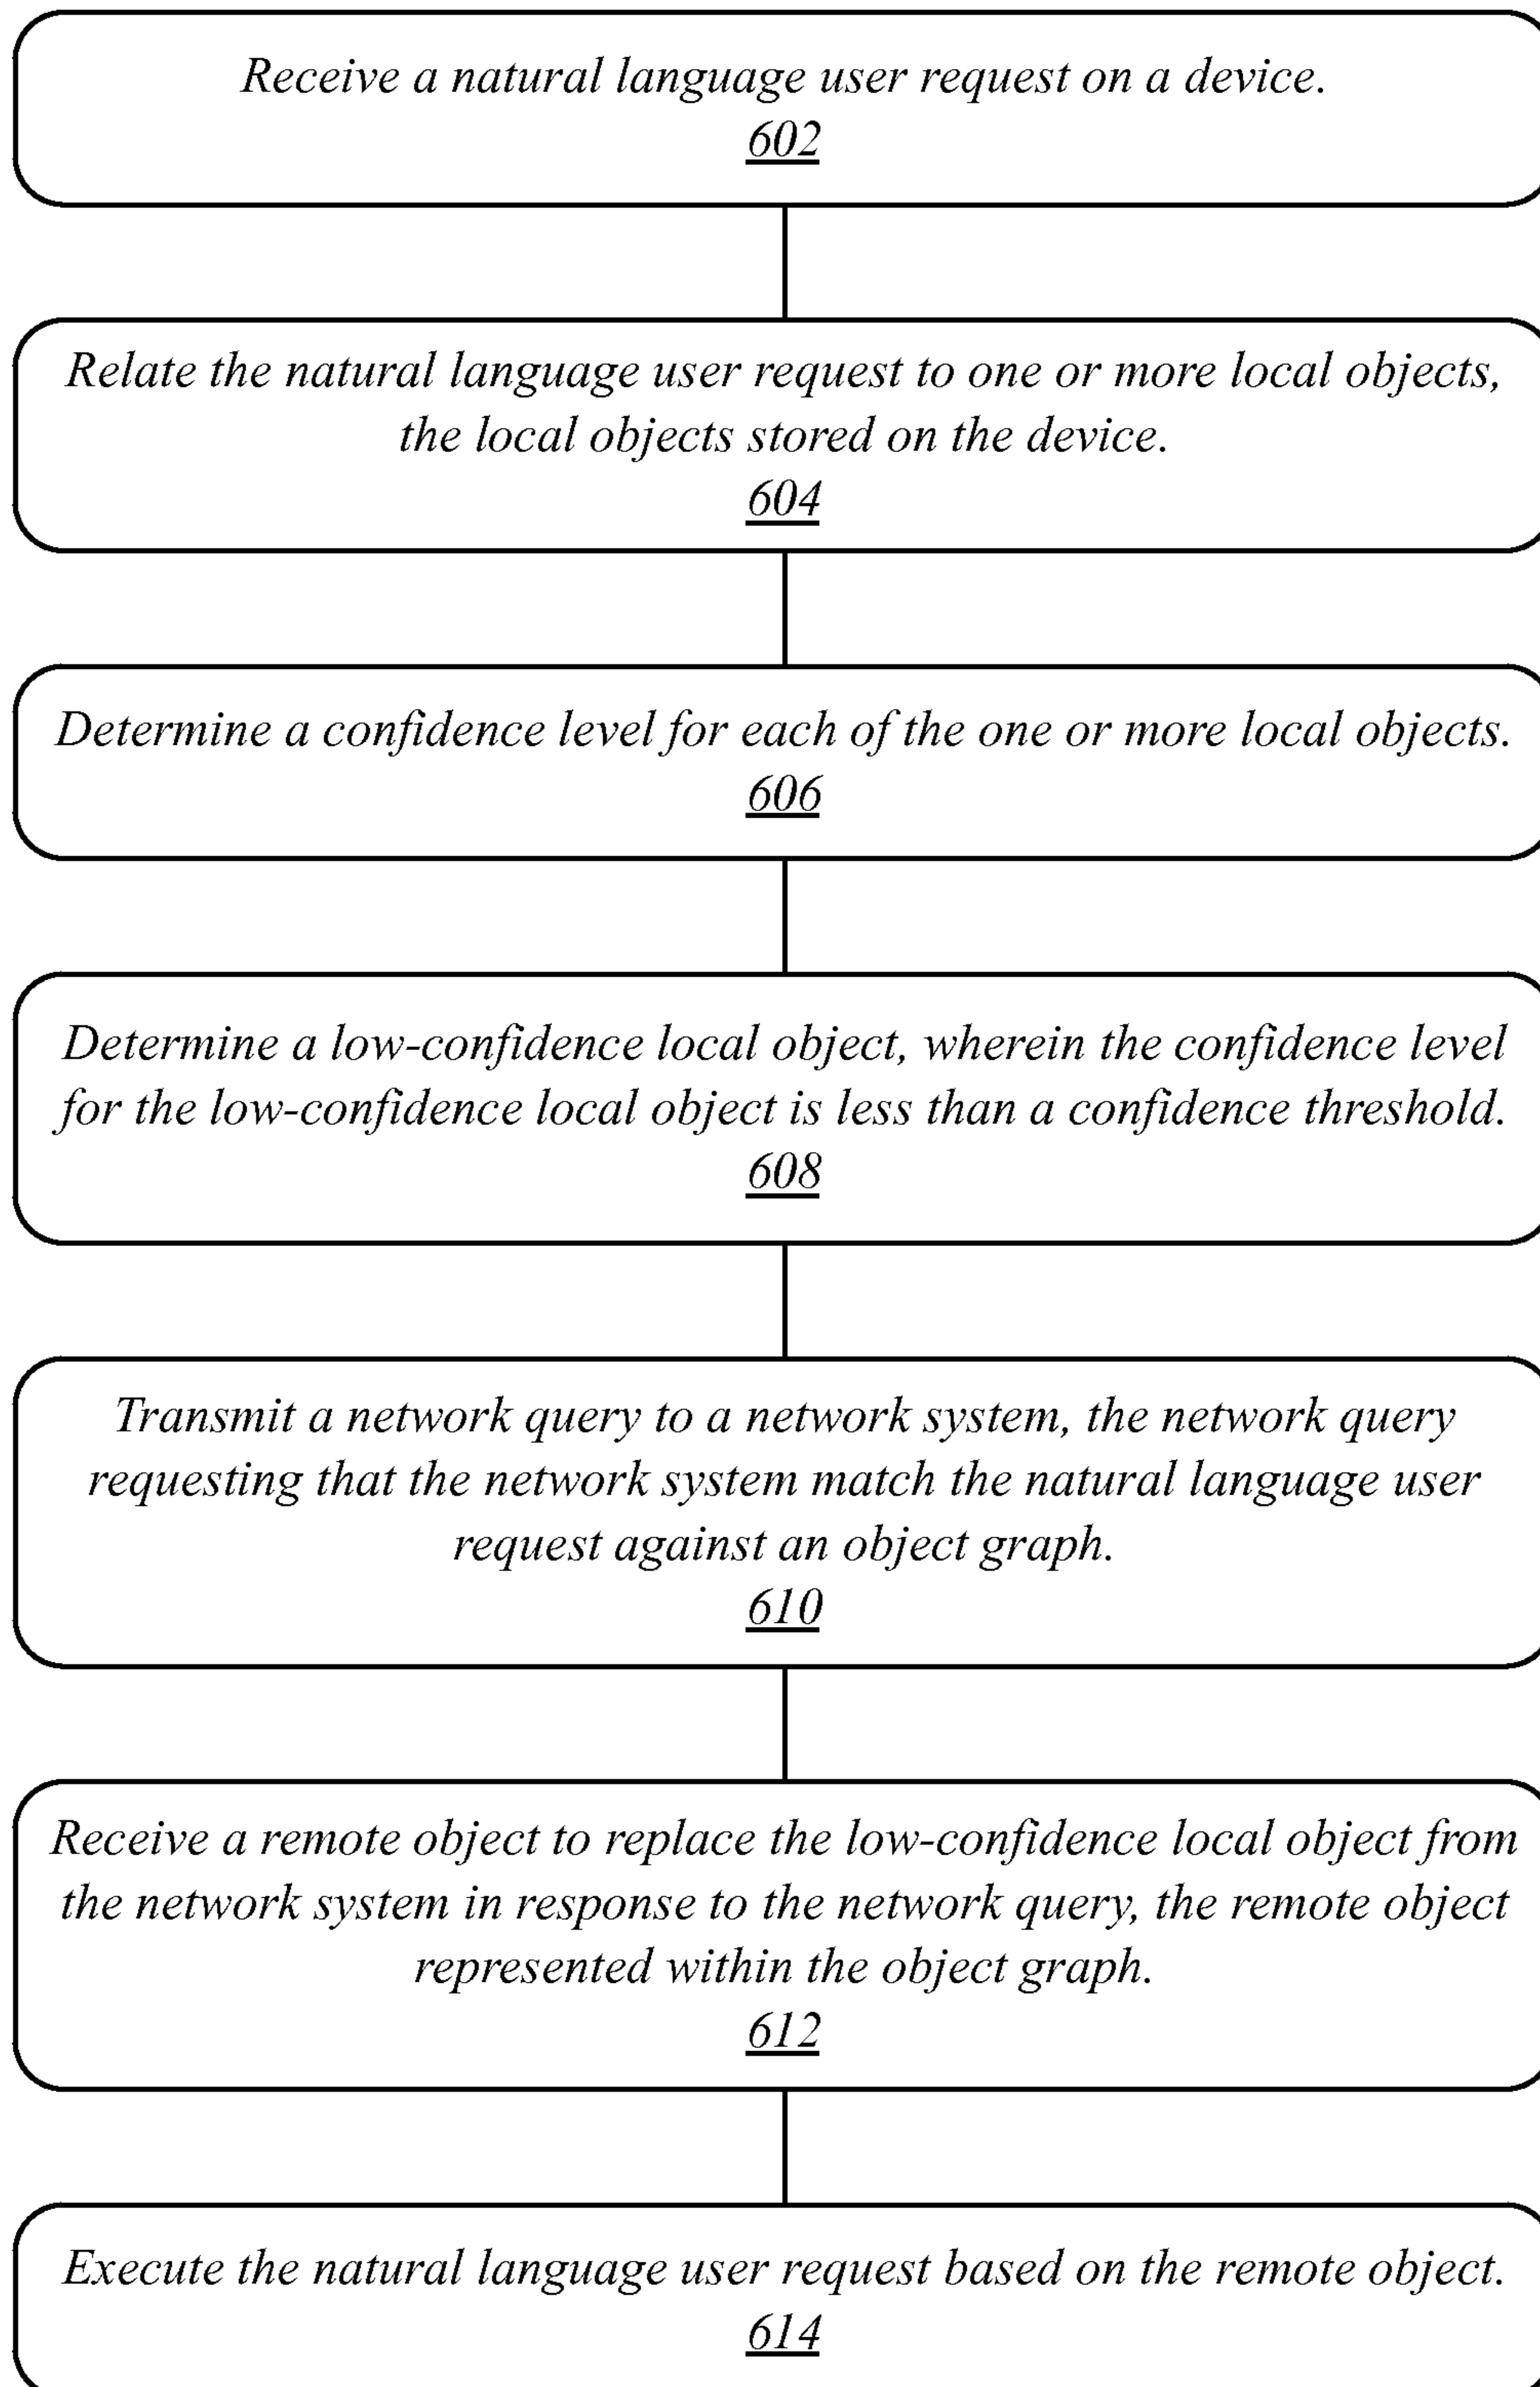 Receive a natural language user request on a device.
602
Relate the natural language user request to one or more local objects,
the local objects stored on the device.
604
Determine a confidence level for each of the one or more local objects.
606
Determine a low-confidence local object, wherein the confidence level
for the low-confidence local object is less than a confidence threshold.
608
Transmit a network query to a network system, the network query
requesting that the network system match the natural language user
request against an object graph.
610
Receive a remote object to replace the low-confidence local object from
the network system in response to the network query, the remote object
represented within the object graph.
612
Execute the natural language user request based on the remote object.
614